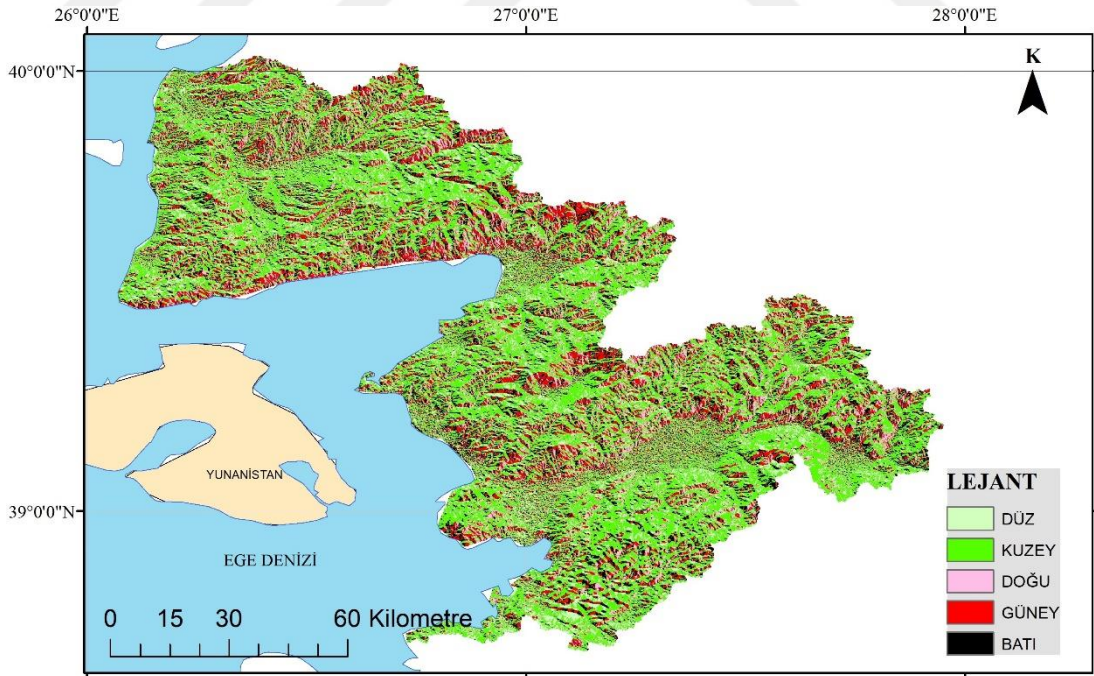 26°0'0"E
27°0'0"E
28°0'0"E
40°0'0"N
K
YUNANİSTAN
39°0'0"N
EGE DENİZİ
0 15 30 60 Kilometre
LEJANT
DÜZ
KUZEY
DOĞU
GÜNEY
BATI